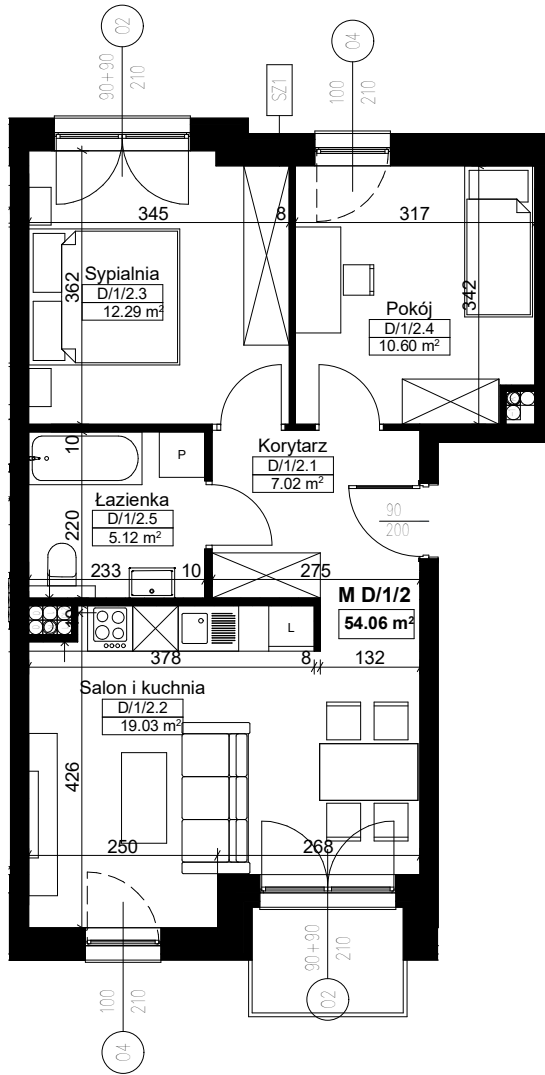 02
90+90
210
04
100
210
SZ1
345
8
317
362
Sypialnia
D/1/2.3
12.29 m²
342
Pokój
D/1/2.4
10.60 m²
10
P
Korytarz
D/1/2.1
7.02 m²
Łazienka
D/1/2.5
5.12 m²
220
90
200
233
10
275
M D/1/2
54.06 m²
L
378
8
132
Salon i kuchnia
D/1/2.2
19.03 m²
426
250
268
100
210
04
90+90
210
02